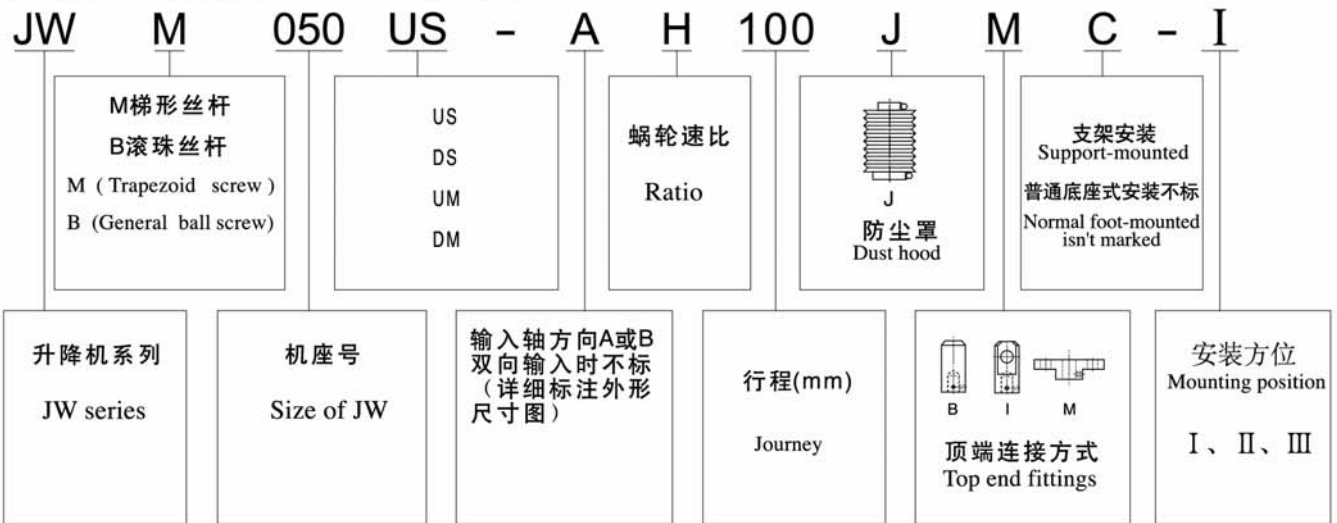 JW M 050 US - A H 100 J M C - I
M梯形丝杆
B滚珠丝杆
M ( Trapezoid screw )
B (General ball screw)
US
DS
UM
DM
蜗轮速比
Ratio
J
防尘罩
Dust hood
支架安装
Support-mounted
普通底座式安装不标
Normal foot-mounted
isn't marked
升降机系列
JW series
机座号
Size of JW
输入轴方向A或B
双向输入时不标
（详细标注外形
尺寸图）
行程(mm)
Journey
B I M
顶端连接方式
Top end fittings
安装方位
Mounting position
Ⅰ、Ⅱ、Ⅲ